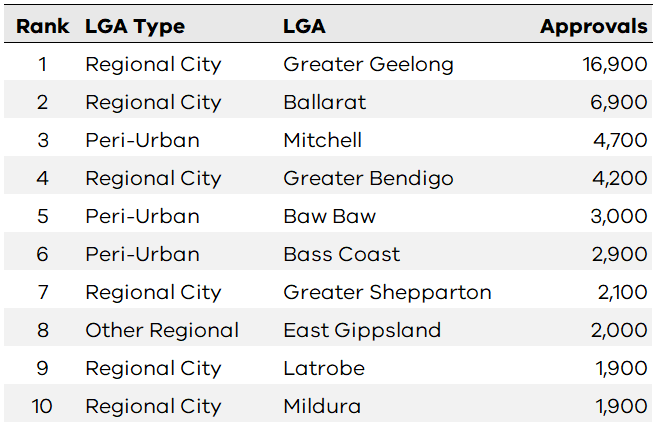 Rank LGA Type LGA Approvals
1 Regional City Greater Geelong 16,900
2 Regional City Ballarat 6,900
3 Peri-Urban Mitchell 4,700
4 Regional City Greater Bendigo 4,200
5 Peri-Urban Baw Baw 3,000
6 Peri-Urban Bass Coast 2,900
7 Regional City Greater Shepparton 2,100
8 Other Regional East Gippsland 2,000
9 Regional City Latrobe 1,900
10 Regional City Mildura 1,900